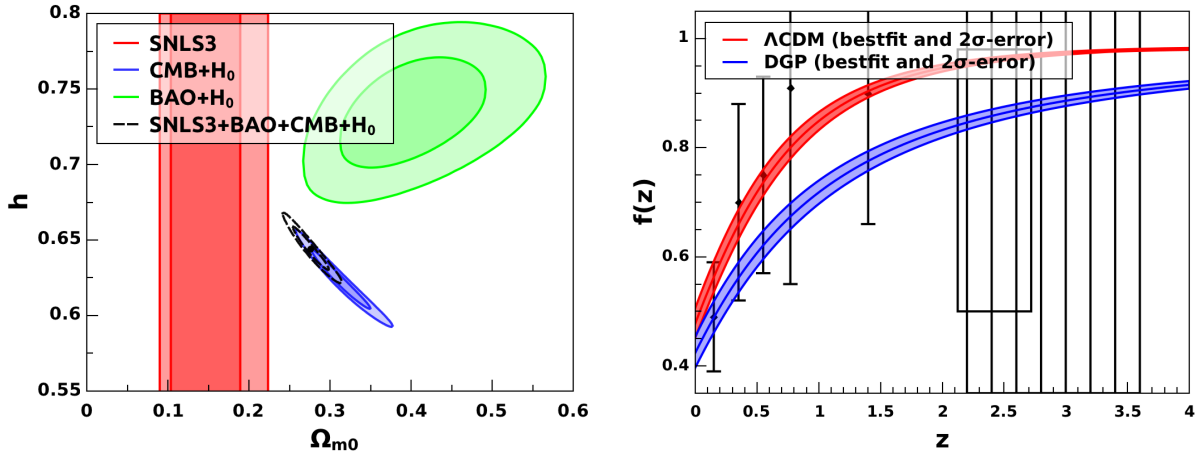 0.8
0.75
0.7
0.65
0.6
0.55
h
SNLS3
CMB+H₀
BAO+H₀
SNLS3+BAO+CMB+H₀
0 0.1 0.2 0.3 0.4 0.5 0.6
Ωm0
1
0.8
0.6
0.4
f(z)
ΛCDM (bestfit and 2σ-error)
DGP (bestfit and 2σ-error)
0 0.5 1 1.5 2 2.5 3 3.5 4
z